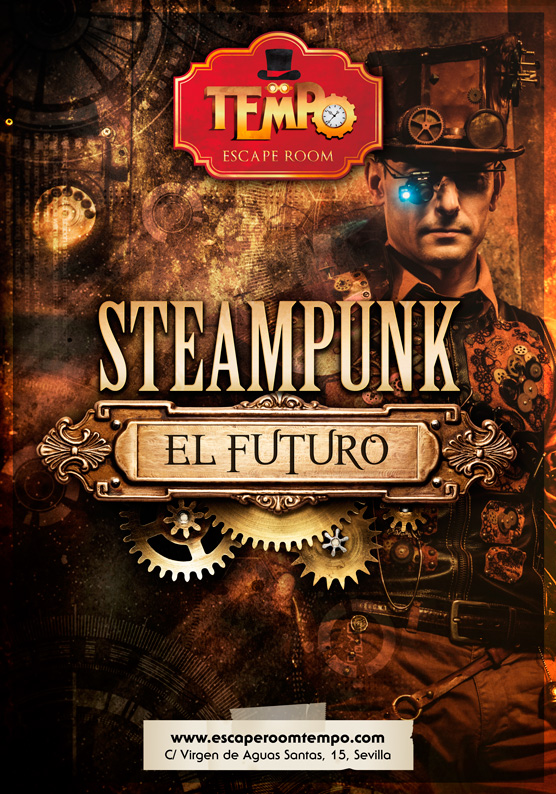 TEMPO
ESCAPE ROOM
STEAMPUNK
EL FUTURO
www.escaperoomtempo.com
C/ Virgen de Aguas Santas, 15, Sevilla